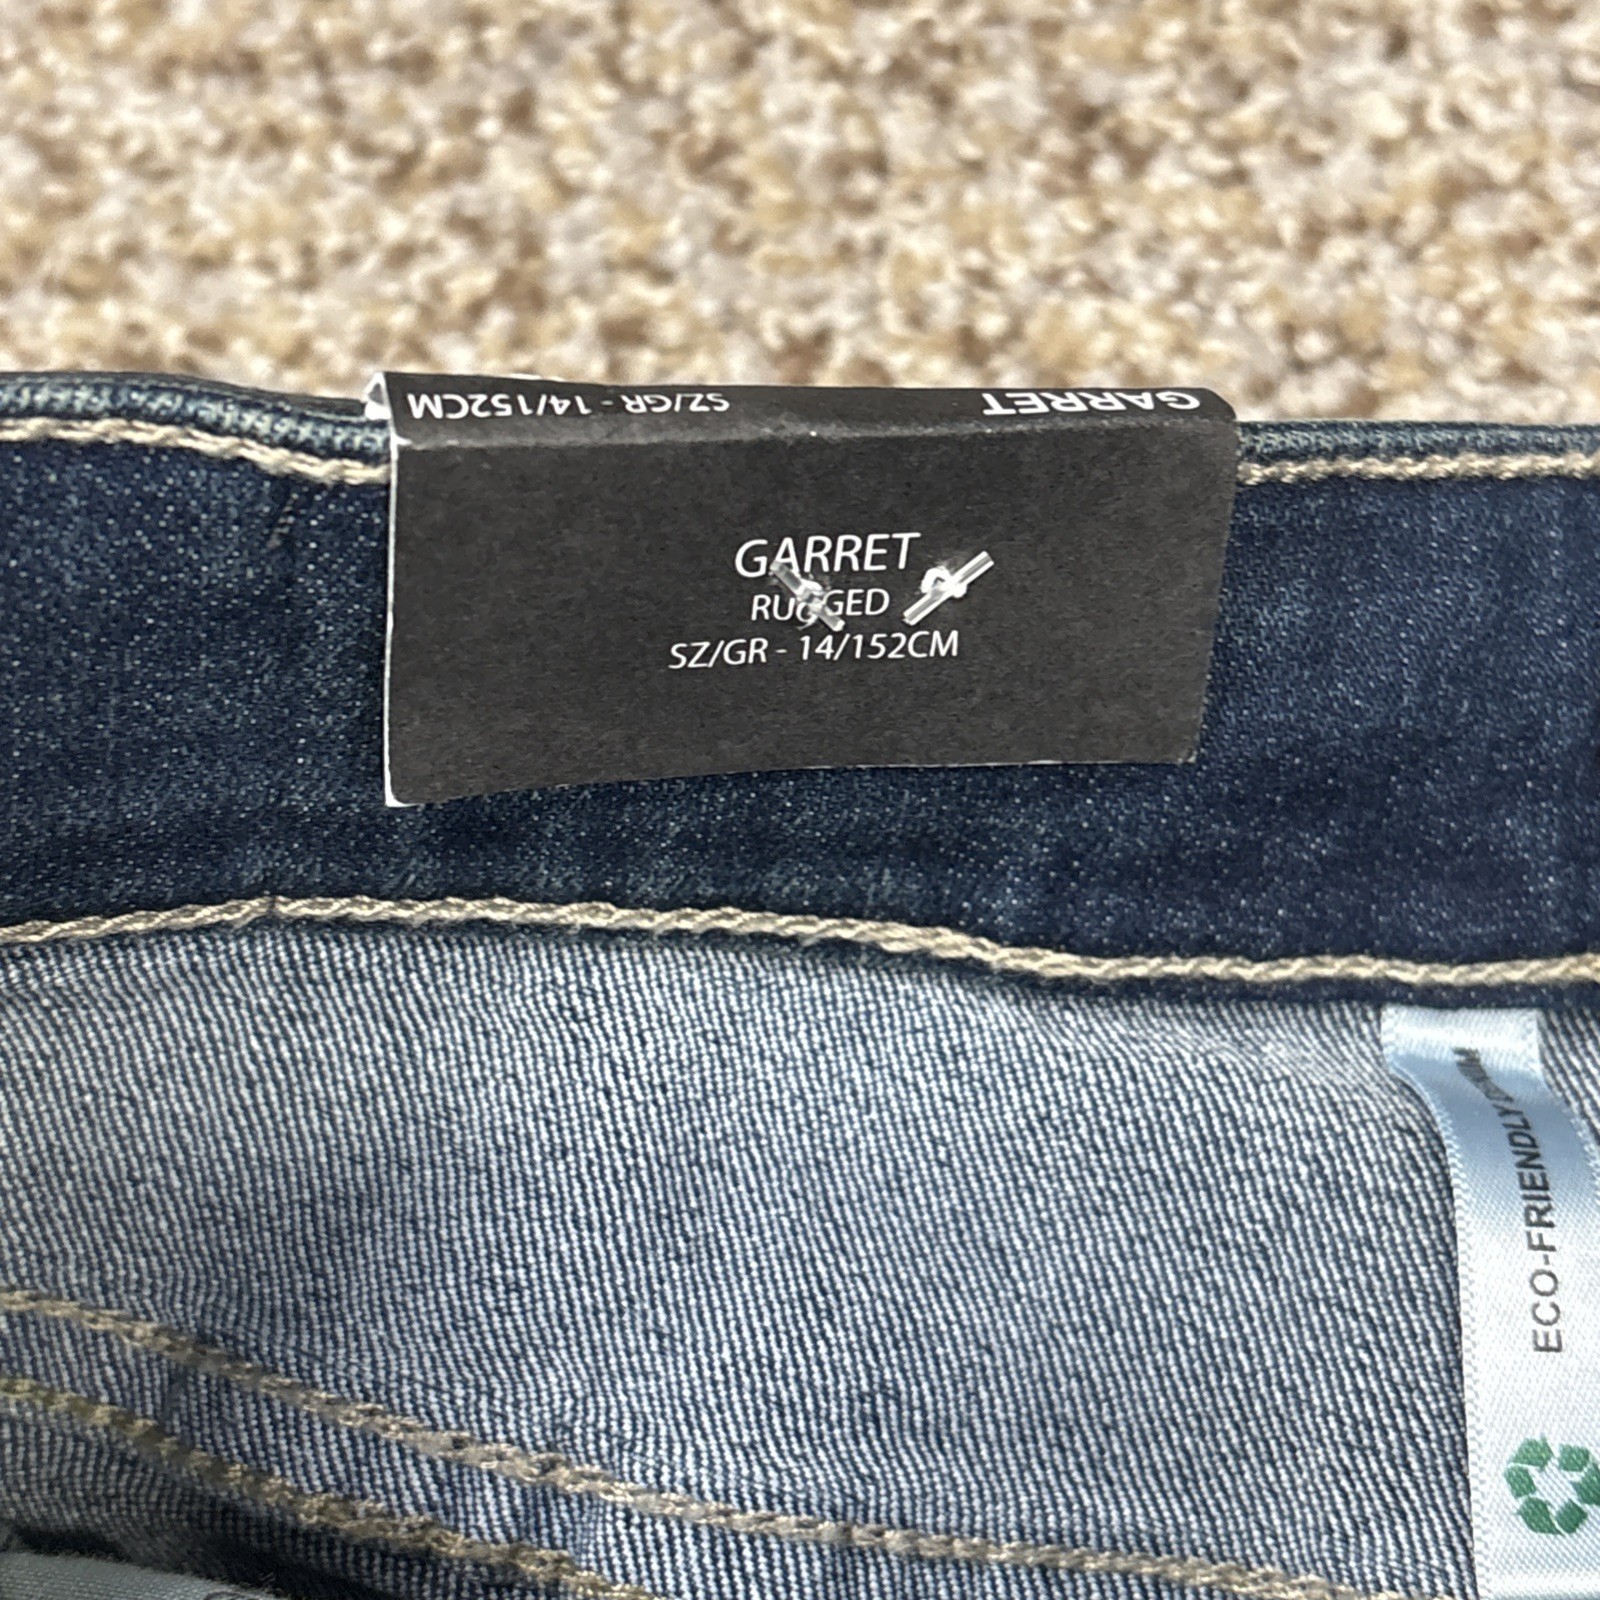 GARRET
SZ/GR - 14/152CM
GARRET
RUGGED
SZ/GR - 14/152CM
ECO-FRIENDLY